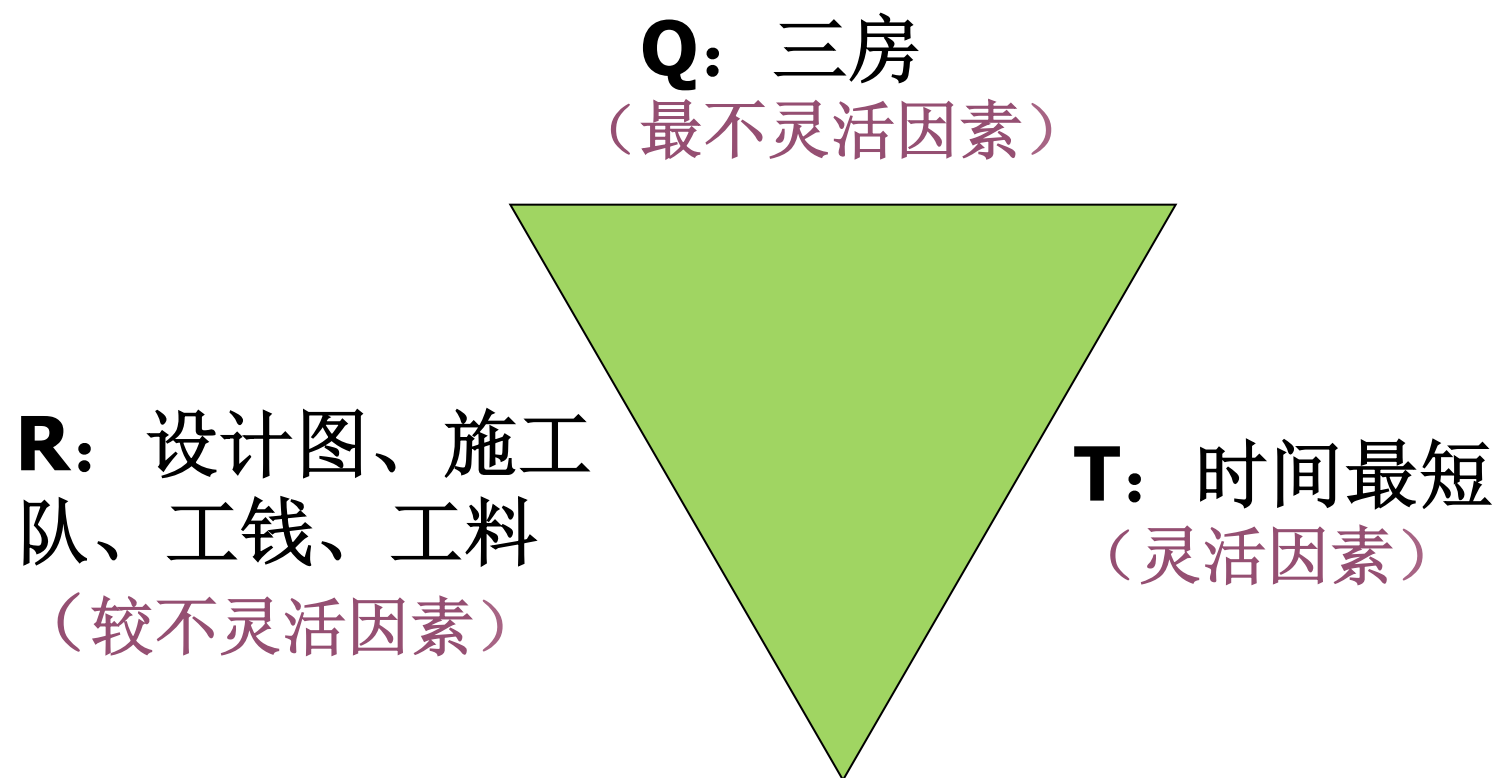 Q：三房
（最不灵活因素）
R：设计图、施工
队、工钱、工料
（较不灵活因素）
T：时间最短
（灵活因素）